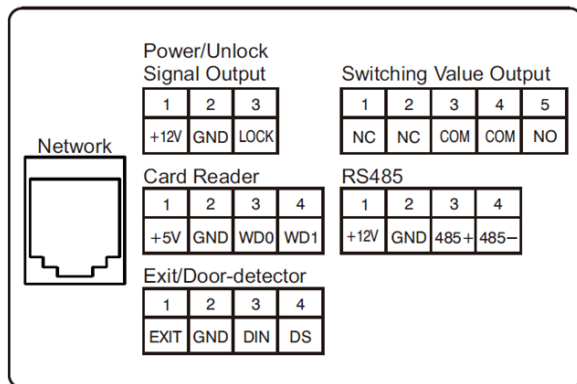 Power/Unlock
Signal Output
1 2 3
+12V GND LOCK
Switching Value Output
1 2 3 4 5
NC NC COM COM NO
Network
Card Reader
1 2 3 4
+5V GND WD0 WD1
RS485
1 2 3 4
+12V GND 485+ 485−
Exit/Door-detector
1 2 3 4
EXIT GND DIN DS